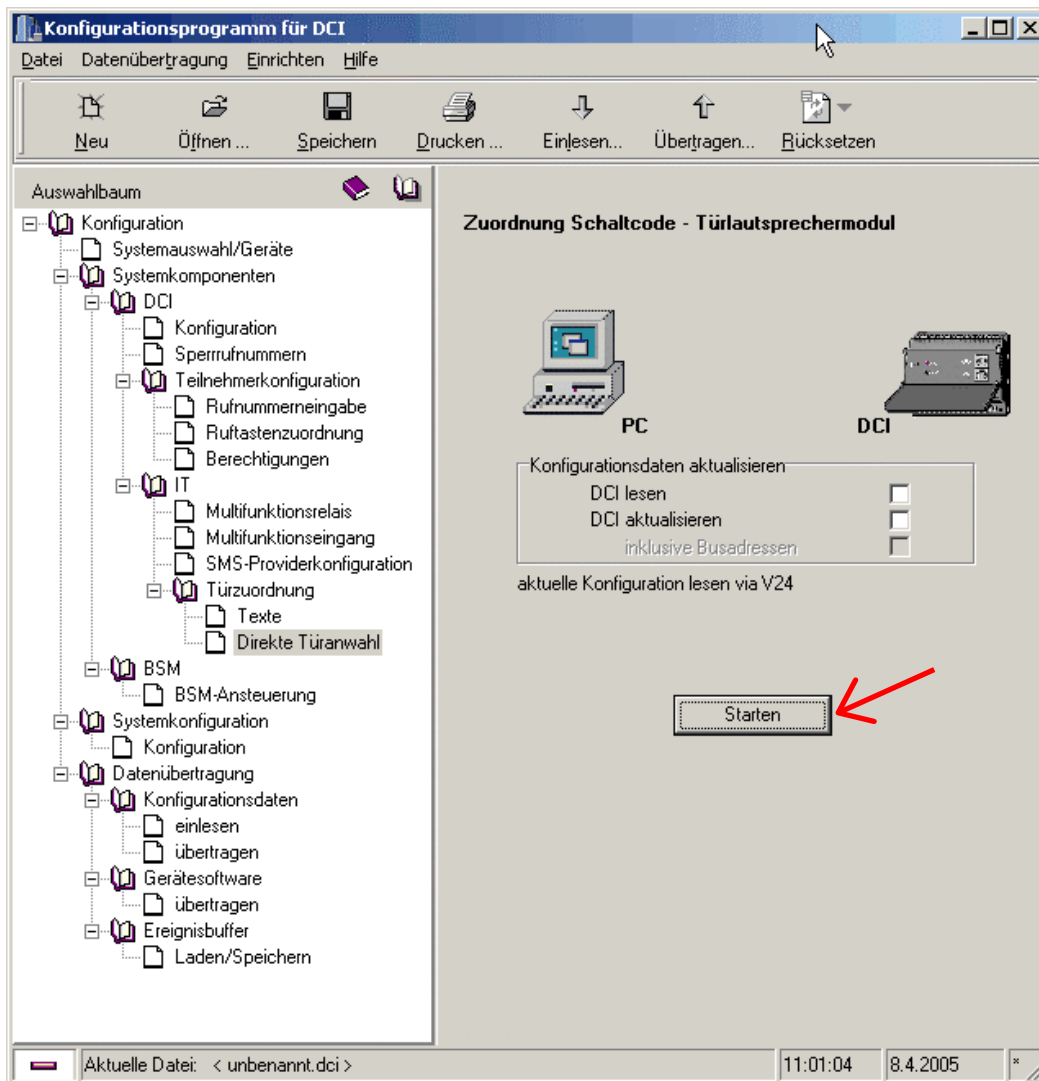 Konfigurationsprogramm für DCI
Datei Datenübertragung Einrichten Hilfe
Neu Öffnen ... Speichern Drucken ... Einlesen... Übertragen... Rücksetzen
Auswahlbaum
Konfiguration
Systemauswahl/Geräte
Systemkomponenten
DCI
Konfiguration
Sperrrufnummern
Teilnehmerkonfiguration
Rufnummerneingabe
Ruftastenzuordnung
Berechtigungen
IT
Multifunktionsrelais
Multifunktionseingang
SMS-Providerkonfiguration
Türzuordnung
Texte
Direkte Türanwahl
BSM
BSM-Ansteuerung
Systemkonfiguration
Konfiguration
Datenübertragung
Konfigurationsdaten
einlesen
übertragen
Gerätesoftware
übertragen
Ereignisbuffer
Laden/Speichern
Zuordnung Schaltcode - Türlautsprechermodul
PC DCI
Konfigurationsdaten aktualisieren
DCI lesen
DCI aktualisieren
inklusive Busadressen
aktuelle Konfiguration lesen via V24
Starten
Aktuelle Datei: < unbenannt.dci > 11:01:04 8.4.2005 *